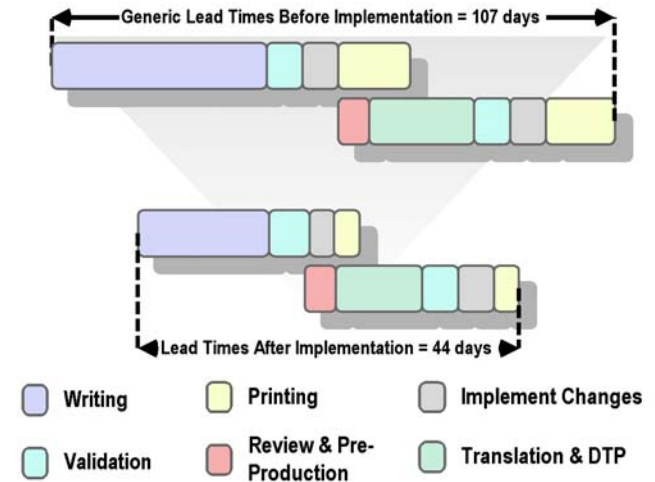 Generic Lead Times Before Implementation = 107 days
Lead Times After Implementation = 44 days
Writing
Printing
Implement Changes
Validation
Review & Pre-
Production
Translation & DTP